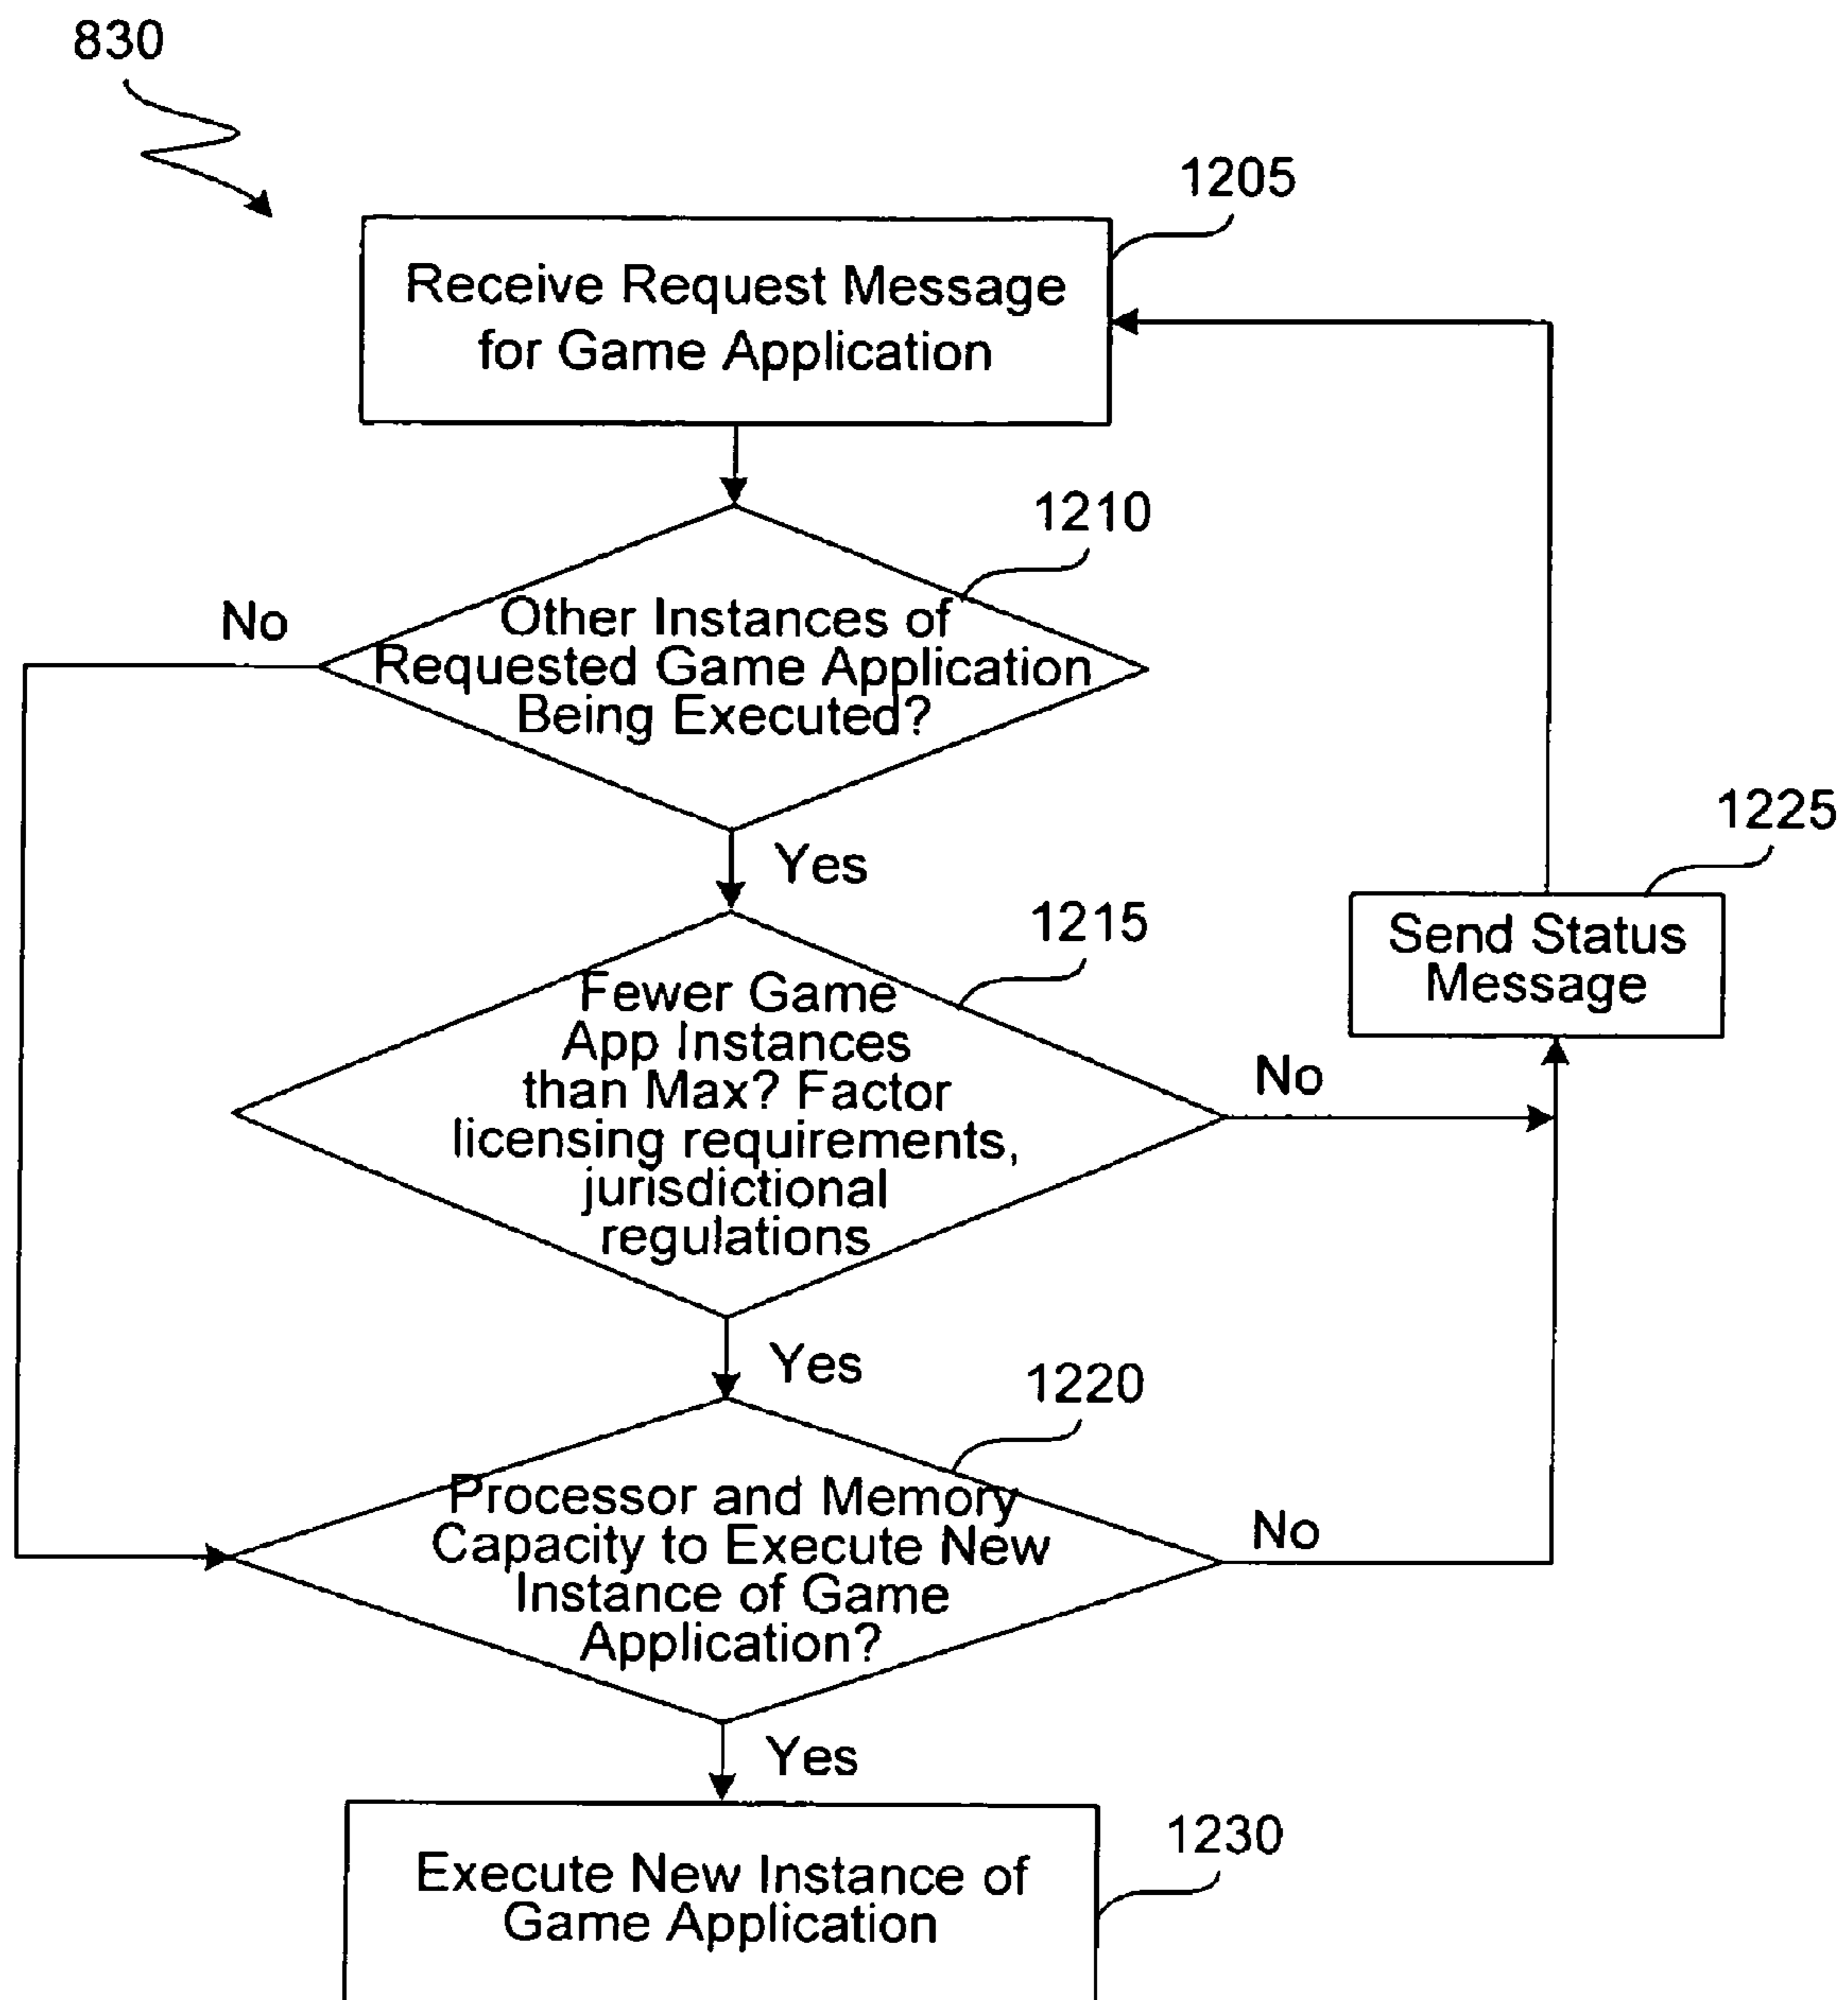 830
1205
Receive Request Message
for Game Application
1210
No
Other Instances of
Requested Game Application
Being Executed?
Yes
1225
Send Status
Message
1215
Fewer Game
App Instances
than Max? Factor
licensing requirements,
jurisdictional
regulations
No
Yes
1220
Processor and Memory
Capacity to Execute New
Instance of Game
Application?
No
Yes
1230
Execute New Instance of
Game Application